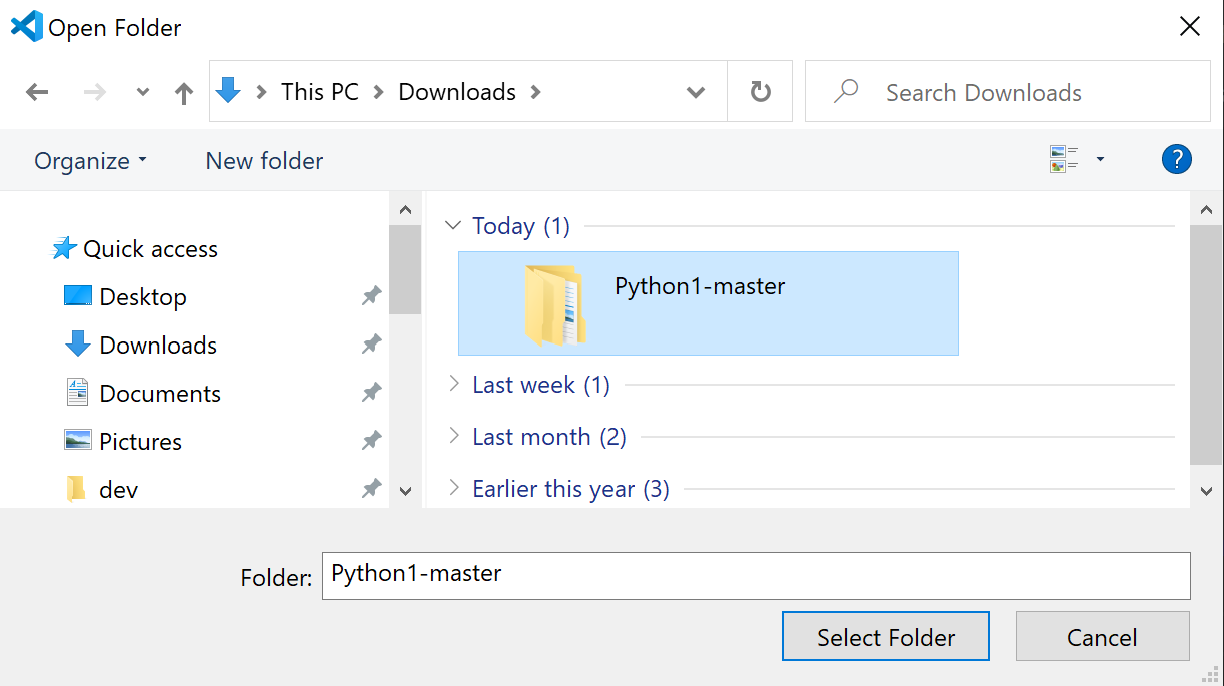 Open Folder
This PC Downloads
Search Downloads
Organize
New folder
?
Quick access
Desktop
Downloads
Documents
Pictures
dev
Today (1)
Python1-master
Last week (1)
Last month (2)
Earlier this year (3)
Folder: Python1-master
Select Folder
Cancel